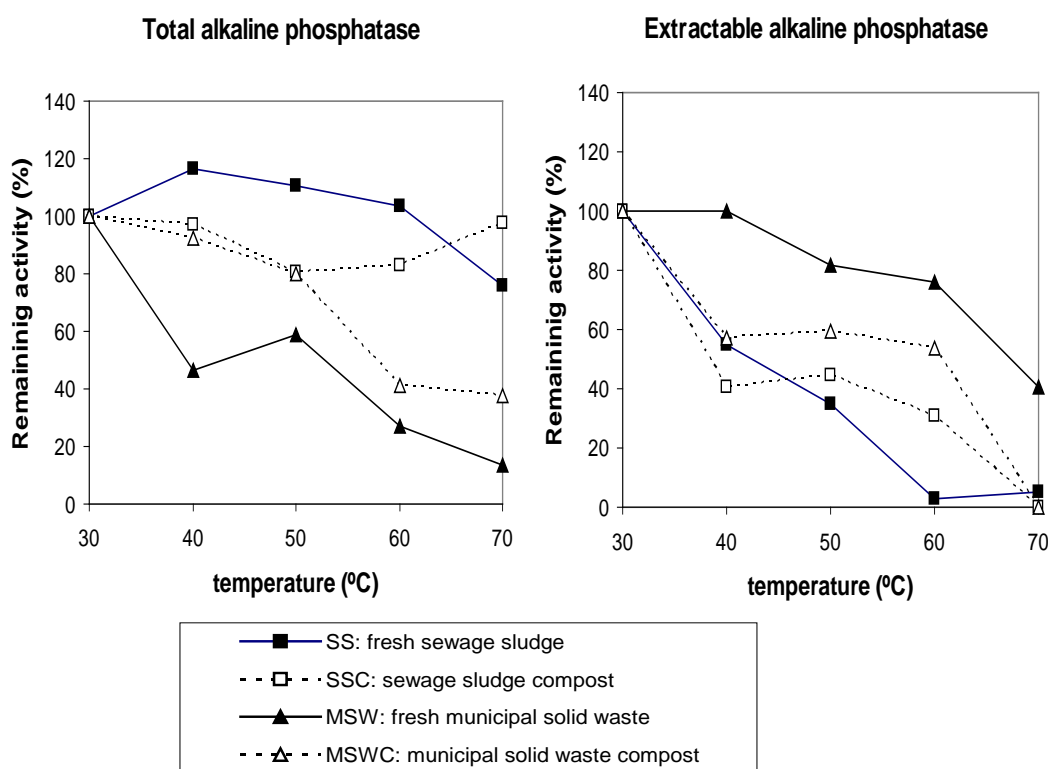 Total alkaline phosphatase
Remaininig activity (%)
140
120
100
80
60
40
20
0
30 40 50 60 70
temperature (ºC)
Extractable alkaline phosphatase
Remaininig activity (%)
140
120
100
80
60
40
20
0
30 40 50 60 70
temperature (ºC)
SS: fresh sewage sludge
SSC: sewage sludge compost
MSW: fresh municipal solid waste
MSWC: municipal solid waste compost